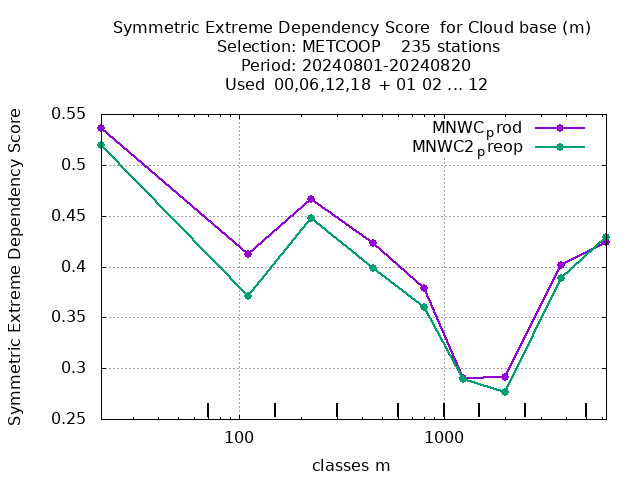 Symmetric Extreme Dependency Score for Cloud base (m)
Selection: METCOOP 235 stations
Period: 20240801-20240820
Used 00,06,12,18 + 01 02 ... 12
Symmetric Extreme Dependency Score
0.55
0.5
0.45
0.4
0.35
0.3
0.25
MNWCprod
MNWC2preop
100
1000
classes m